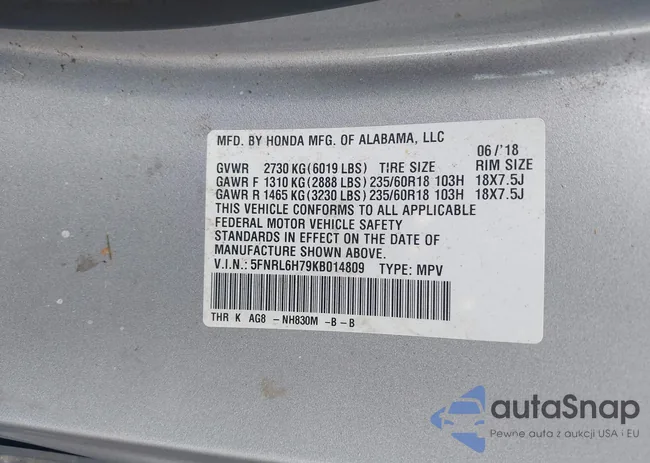 MFD. BY HONDA MFG. OF ALABAMA, LLC
06/'18
GVWR 2730 KG(6019 LBS) TIRE SIZE RIM SIZE
GAWR F 1310 KG(2888 LBS) 235/60R18 103H 18X7.5J
GAWR R 1465 KG(3230 LBS) 235/60R18 103H 18X7.5J
THIS VEHICLE CONFORMS TO ALL APPLICABLE
FEDERAL MOTOR VEHICLE SAFETY
STANDARDS IN EFFECT ON THE DATE OF
MANUFACTURE SHOWN ABOVE.
V.I.N.: 5FNRL6H79KB014809 TYPE: MPV
THR K AG8 -NH830M -B-B
autaSnap
Pewne auta z aukcji USA i EU